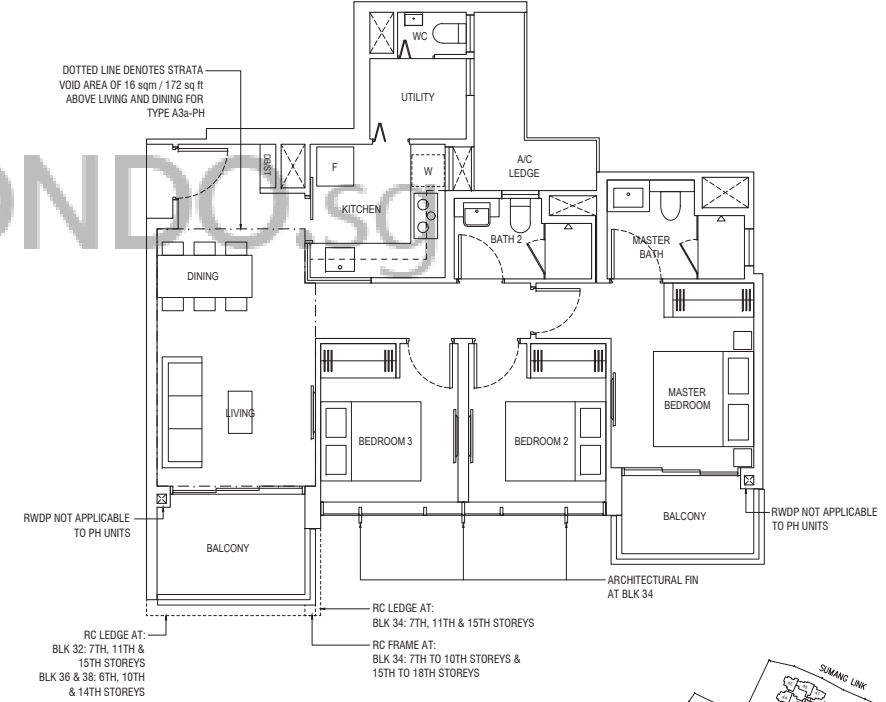 WC
DOTTED LINE DENOTES STRATA
VOID AREA OF 16 sqm / 172 sq ft
ABOVE LIVING AND DINING FOR
TYPE A3a-PH
UTILITY
DB/ST
F
W
A/C
LEDGE
ONDO.sg
KITCHEN
BATH 2
MASTER
BATH
DINING
LIVING
MASTER
BEDROOM
BEDROOM 3
BEDROOM 2
RWDP NOT APPLICABLE
TO PH UNITS
BALCONY
BALCONY
RWDP NOT APPLICABLE
TO PH UNITS
ARCHITECTURAL FIN
AT BLK 34
RC LEDGE AT:
BLK 34: 7TH, 11TH & 15TH STOREYS
RC FRAME AT:
BLK 34: 7TH TO 10TH STOREYS &
15TH TO 18TH STOREYS
RC LEDGE AT:
BLK 32: 7TH, 11TH &
15TH STOREYS
BLK 36 & 38: 6TH, 10TH
& 14TH STOREYS
SUMANG LINK